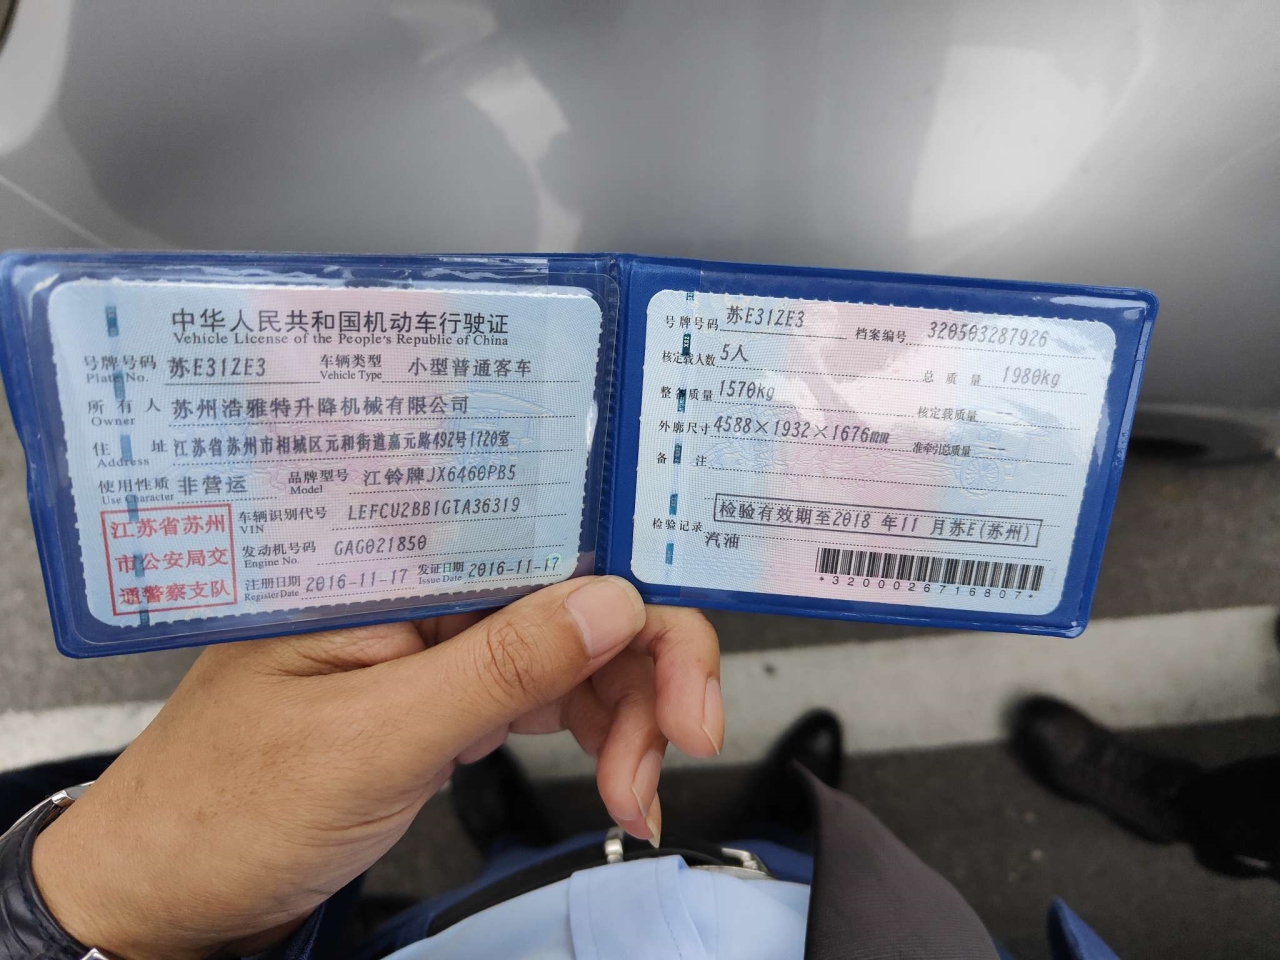 中华人民共和国机动车行驶证
Vehicle License of the People's Republic of China
号牌号码 苏E31ZE3 车辆类型 小型普通客车
Plate No. Vehicle Type
所有人 苏州浩雅特升降机械有限公司
Owner
住址 江苏省苏州市相城区元和街道嘉元路492号1720室
Address
使用性质 非营运 品牌型号 江铃牌JX6460PB5
Use Character Model
江苏省苏州
市公安局交
通警察支队
车辆识别代号 LEFCU2BB1GTA36319
VIN
发动机号码 GAG021850
Engine No.
注册日期 2016-11-17 发证日期 2016-11-17
Register Date Issue Date
号牌号码 苏E31ZE3 档案编号 320503287926
核定载人数 5人 总质量 1980kg
整备质量 1570kg 核定载质量 --
外廓尺寸 4588×1932×1676mm 准牵引总质量 --
备注
检验记录 检验有效期至2018年11月苏E(苏州)
汽油
*3200026716807*